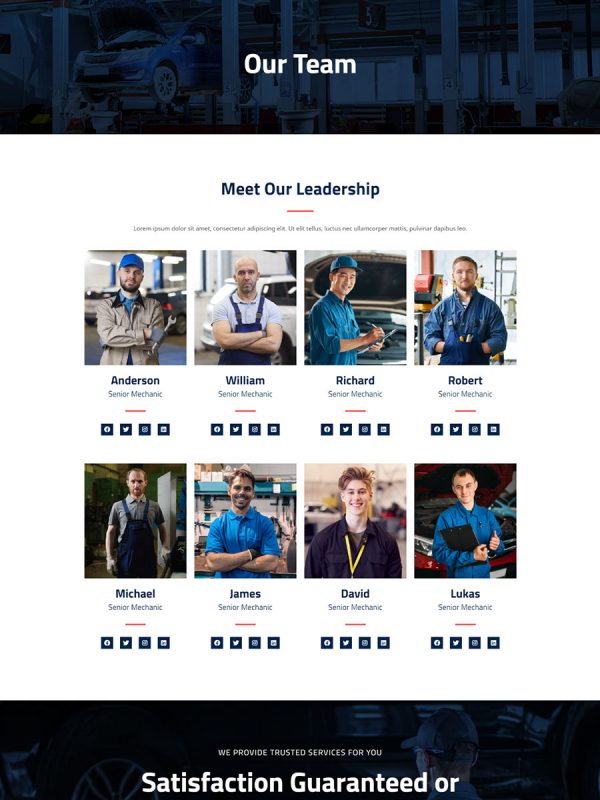 Our Team
Meet Our Leadership
Lorem ipsum dolor sit amet, consectetur adipiscing elit. Ut elit tellus, luctus nec ullamcorper mattis, pulvinar dapibus leo.
Anderson
Senior Mechanic
William
Senior Mechanic
Richard
Senior Mechanic
Robert
Senior Mechanic
Michael
Senior Mechanic
James
Senior Mechanic
David
Senior Mechanic
Lukas
Senior Mechanic
WE PROVIDE TRUSTED SERVICES FOR YOU
Satisfaction Guaranteed or